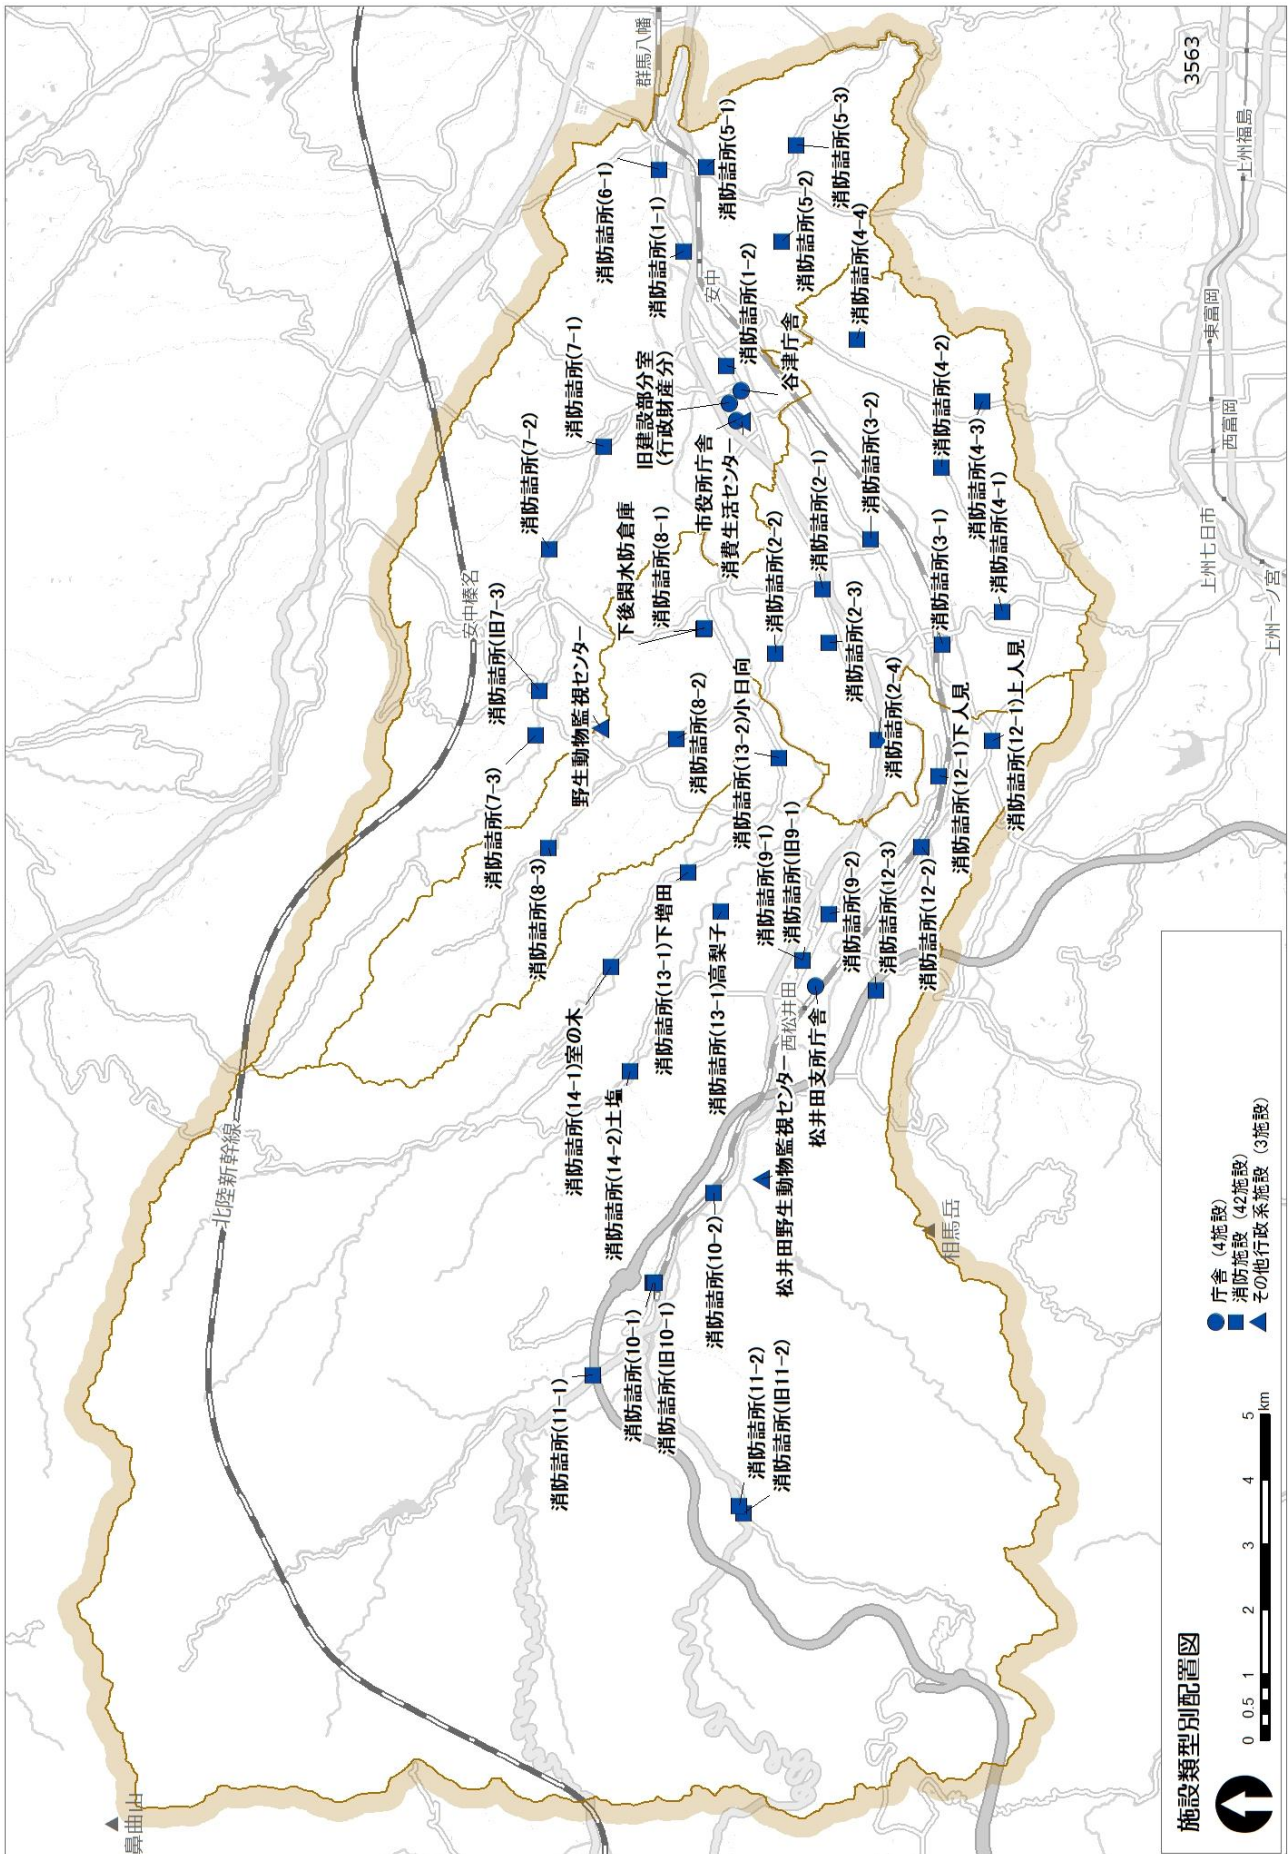 鼻曲山
北陸新幹線
安中榛名
群馬八幡
消防詰所(6-1)
消防詰所(1-1)
消防詰所(5-1)
消防詰所(5-3)
消防詰所(5-2)
消防詰所(4-4)
消防詰所(1-2)
安中
谷津庁舎
旧建設部分室
(行政財産分)
市役所庁舎
消費生活センター
消防詰所(7-1)
消防詰所(7-2)
消防詰所(旧7-3)
消防詰所(7-3)
野生動物監視センター
下後閑水防倉庫
消防詰所(8-1)
消防詰所(8-2)
消防詰所(8-3)
消防詰所(2-2)
消防詰所(2-1)
消防詰所(2-3)
消防詰所(2-4)
消防詰所(3-2)
消防詰所(3-1)
消防詰所(4-2)
消防詰所(4-3)
消防詰所(4-1)
消防詰所(13-2)小日向
消防詰所(12-1)下人見
消防詰所(12-1)上人見
消防詰所(12-2)
消防詰所(12-3)
消防詰所(9-1)
消防詰所(旧9-1)
消防詰所(9-2)
消防詰所(13-1)下増田
消防詰所(13-1)高梨子
消防詰所(14-1)室の木
消防詰所(14-2)土塩
西松井田
松井田支所庁舎
松井田野生動物監視センター
消防詰所(10-2)
消防詰所(10-1)
消防詰所(旧10-1)
消防詰所(11-1)
消防詰所(11-2)
消防詰所(旧11-2)
相馬岳
上州一ノ宮
上州七日市
西富岡
東富岡
上州福島
3563
施設類型別配置図
0 0.5 1 2 3 4 5
km
庁舎 (4施設)
消防施設 (42施設)
その他行政系施設 (3施設)